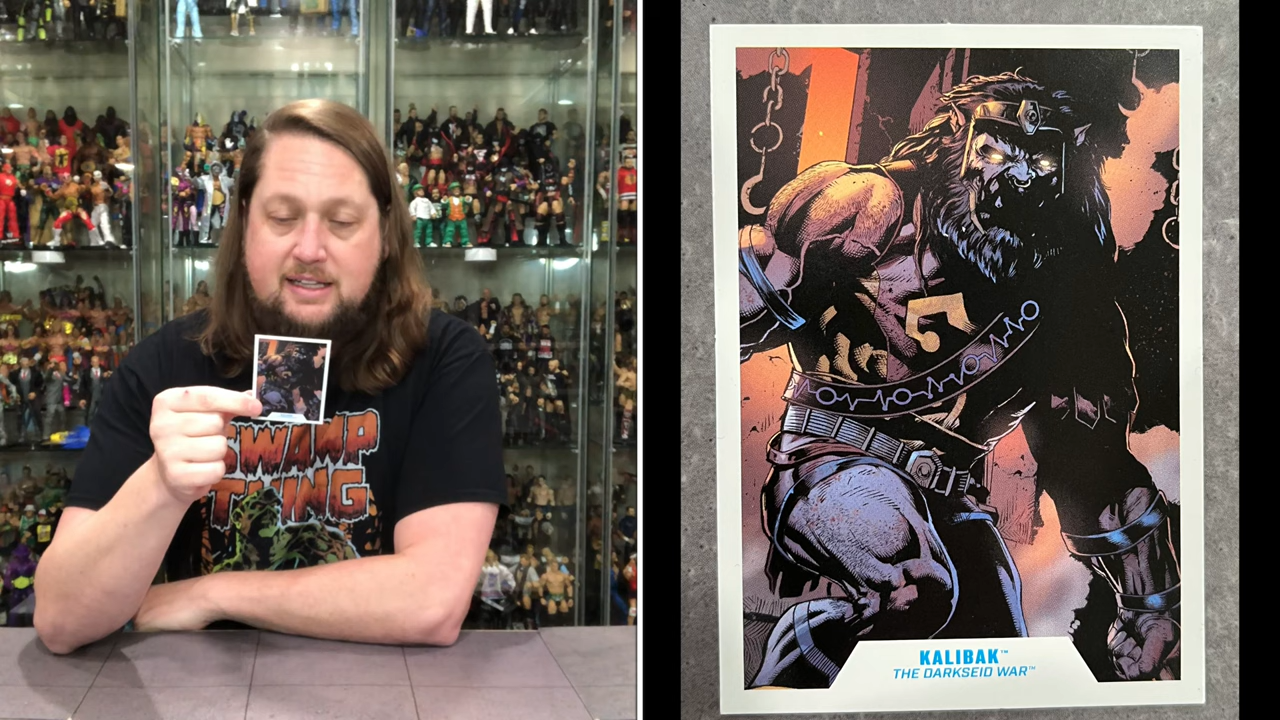 SWAMP
THING
KALIBAK™
THE DARKSEID WAR™